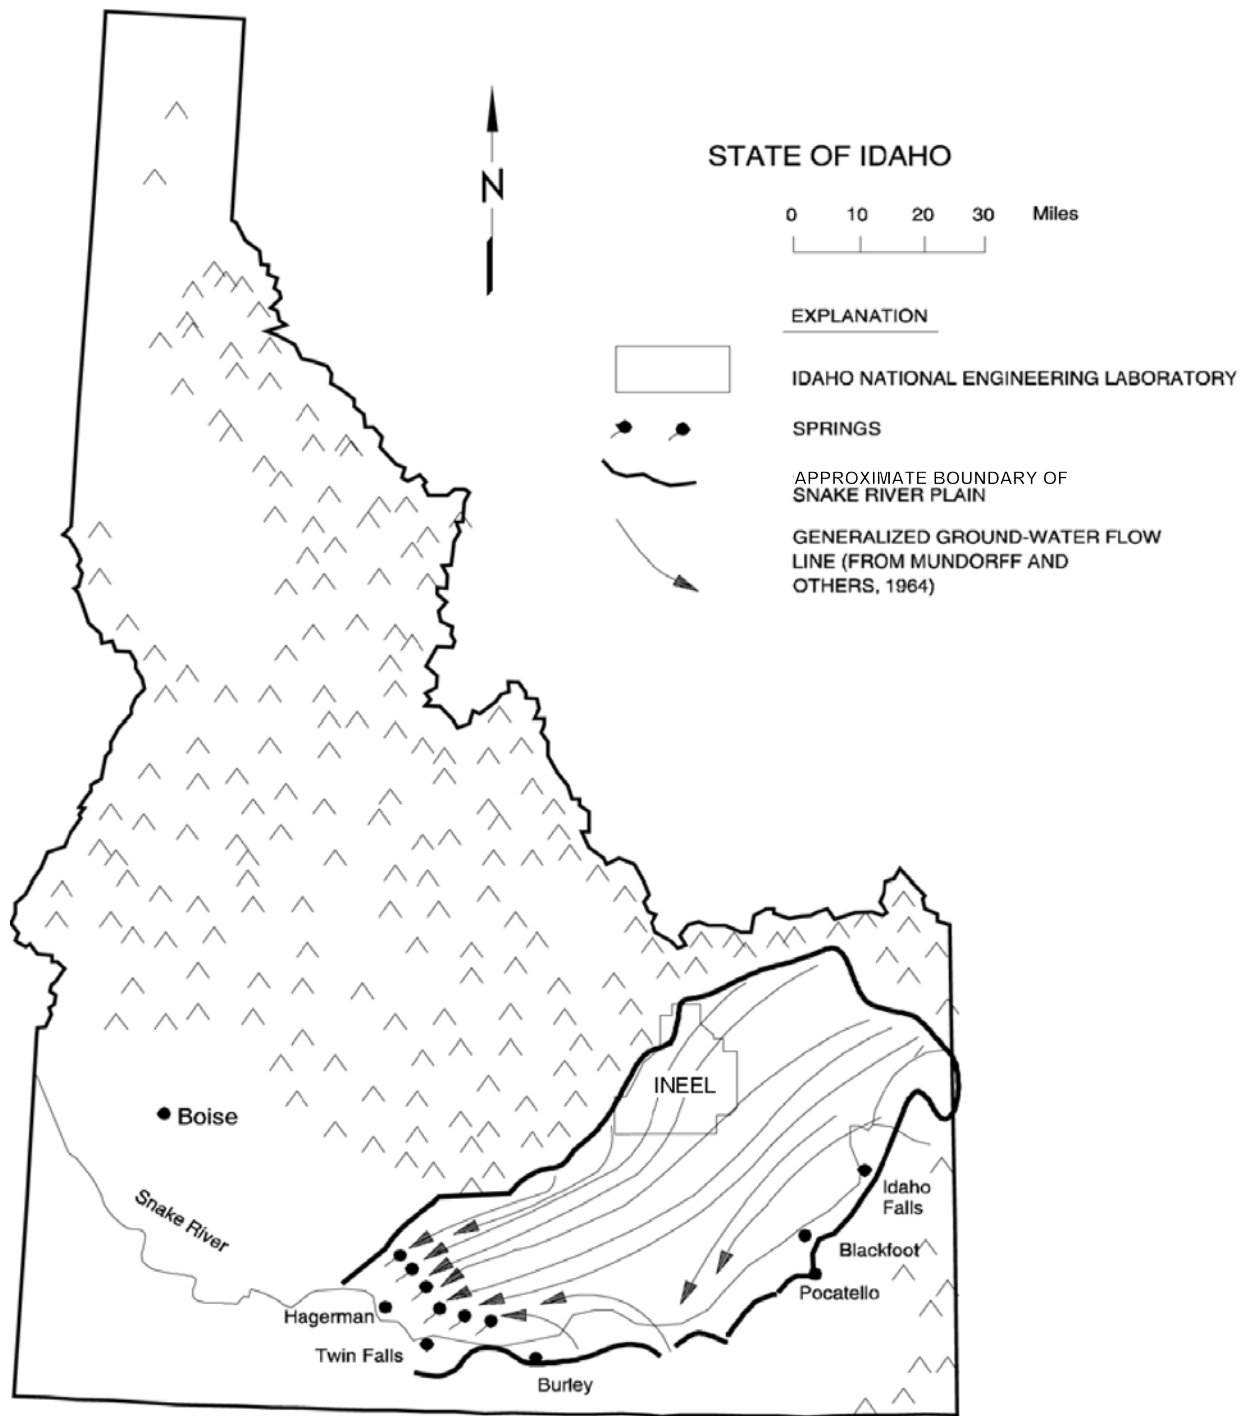 N
STATE OF IDAHO
0 10 20 30 Miles
EXPLANATION
IDAHO NATIONAL ENGINEERING LABORATORY
SPRINGS
APPROXIMATE BOUNDARY OF
SNAKE RIVER PLAIN
GENERALIZED GROUND-WATER FLOW
LINE (FROM MUNDORFF AND
OTHERS, 1964)
INEEL
Boise
Snake River
Idaho
Falls
Blackfoot
Pocatello
Hagerman
Twin Falls
Burley